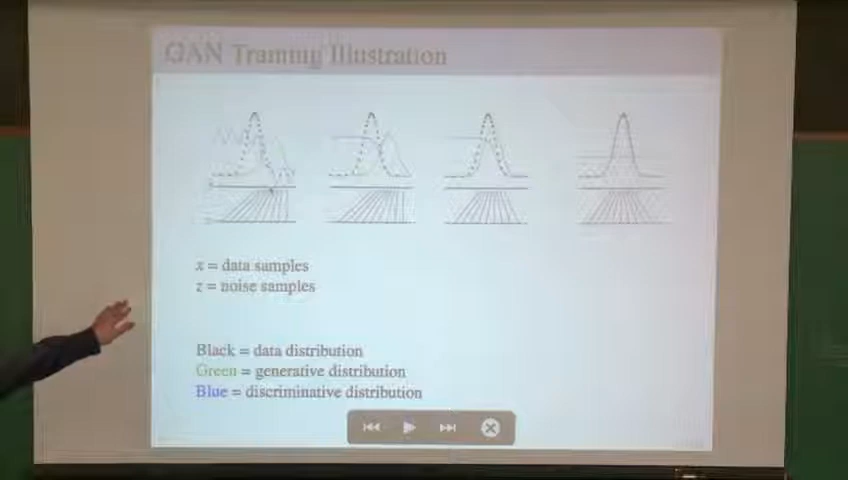 GAN Training Illustration
x = data samples
z = noise samples
Black = data distribution
Green = generative distribution
Blue = discriminative distribution